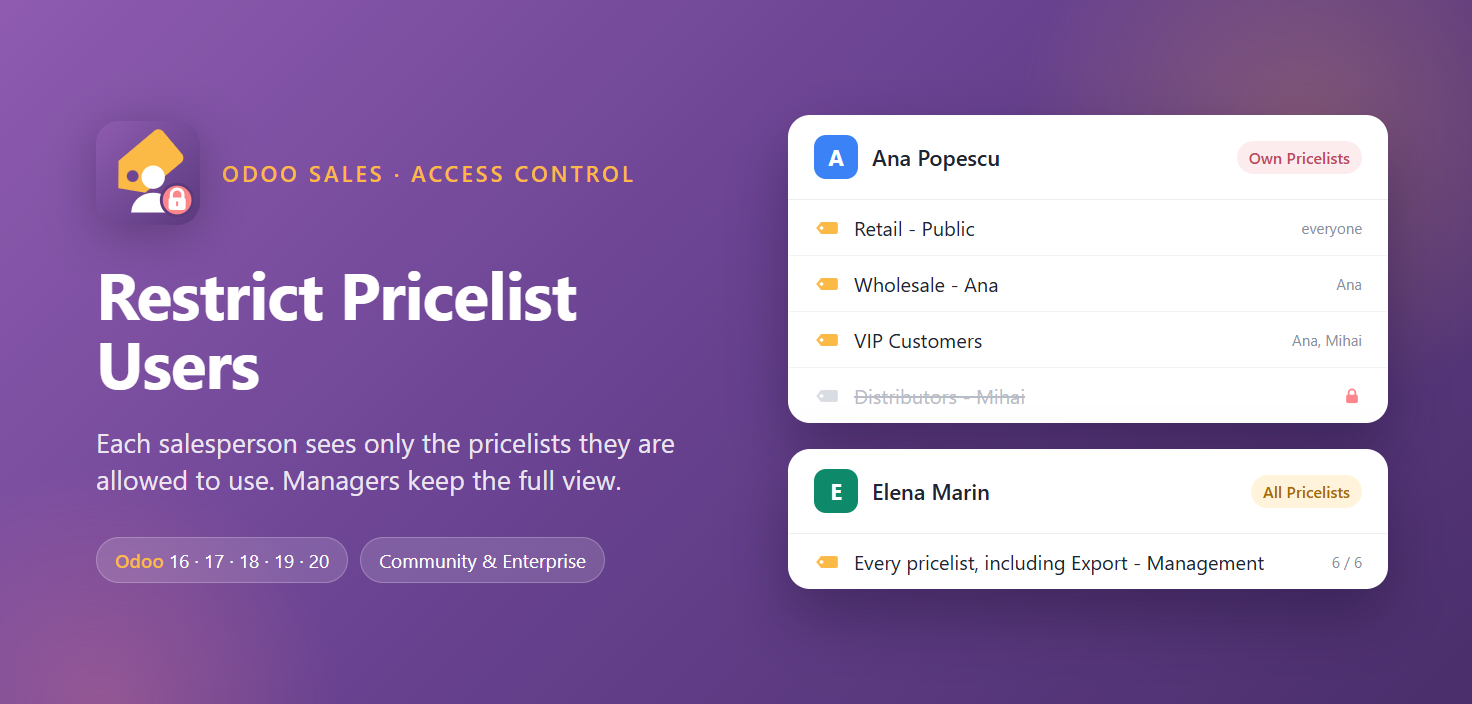 ODOO SALES · ACCESS CONTROL
Restrict Pricelist
Users
Each salesperson sees only the pricelists they are
allowed to use. Managers keep the full view.
Odoo 16 · 17 · 18 · 19 · 20
Community & Enterprise
A Ana Popescu Own Pricelists
Retail - Public everyone
Wholesale - Ana Ana
VIP Customers Ana, Mihai
Distributors - Mihai
E Elena Marin All Pricelists
Every pricelist, including Export - Management 6 / 6